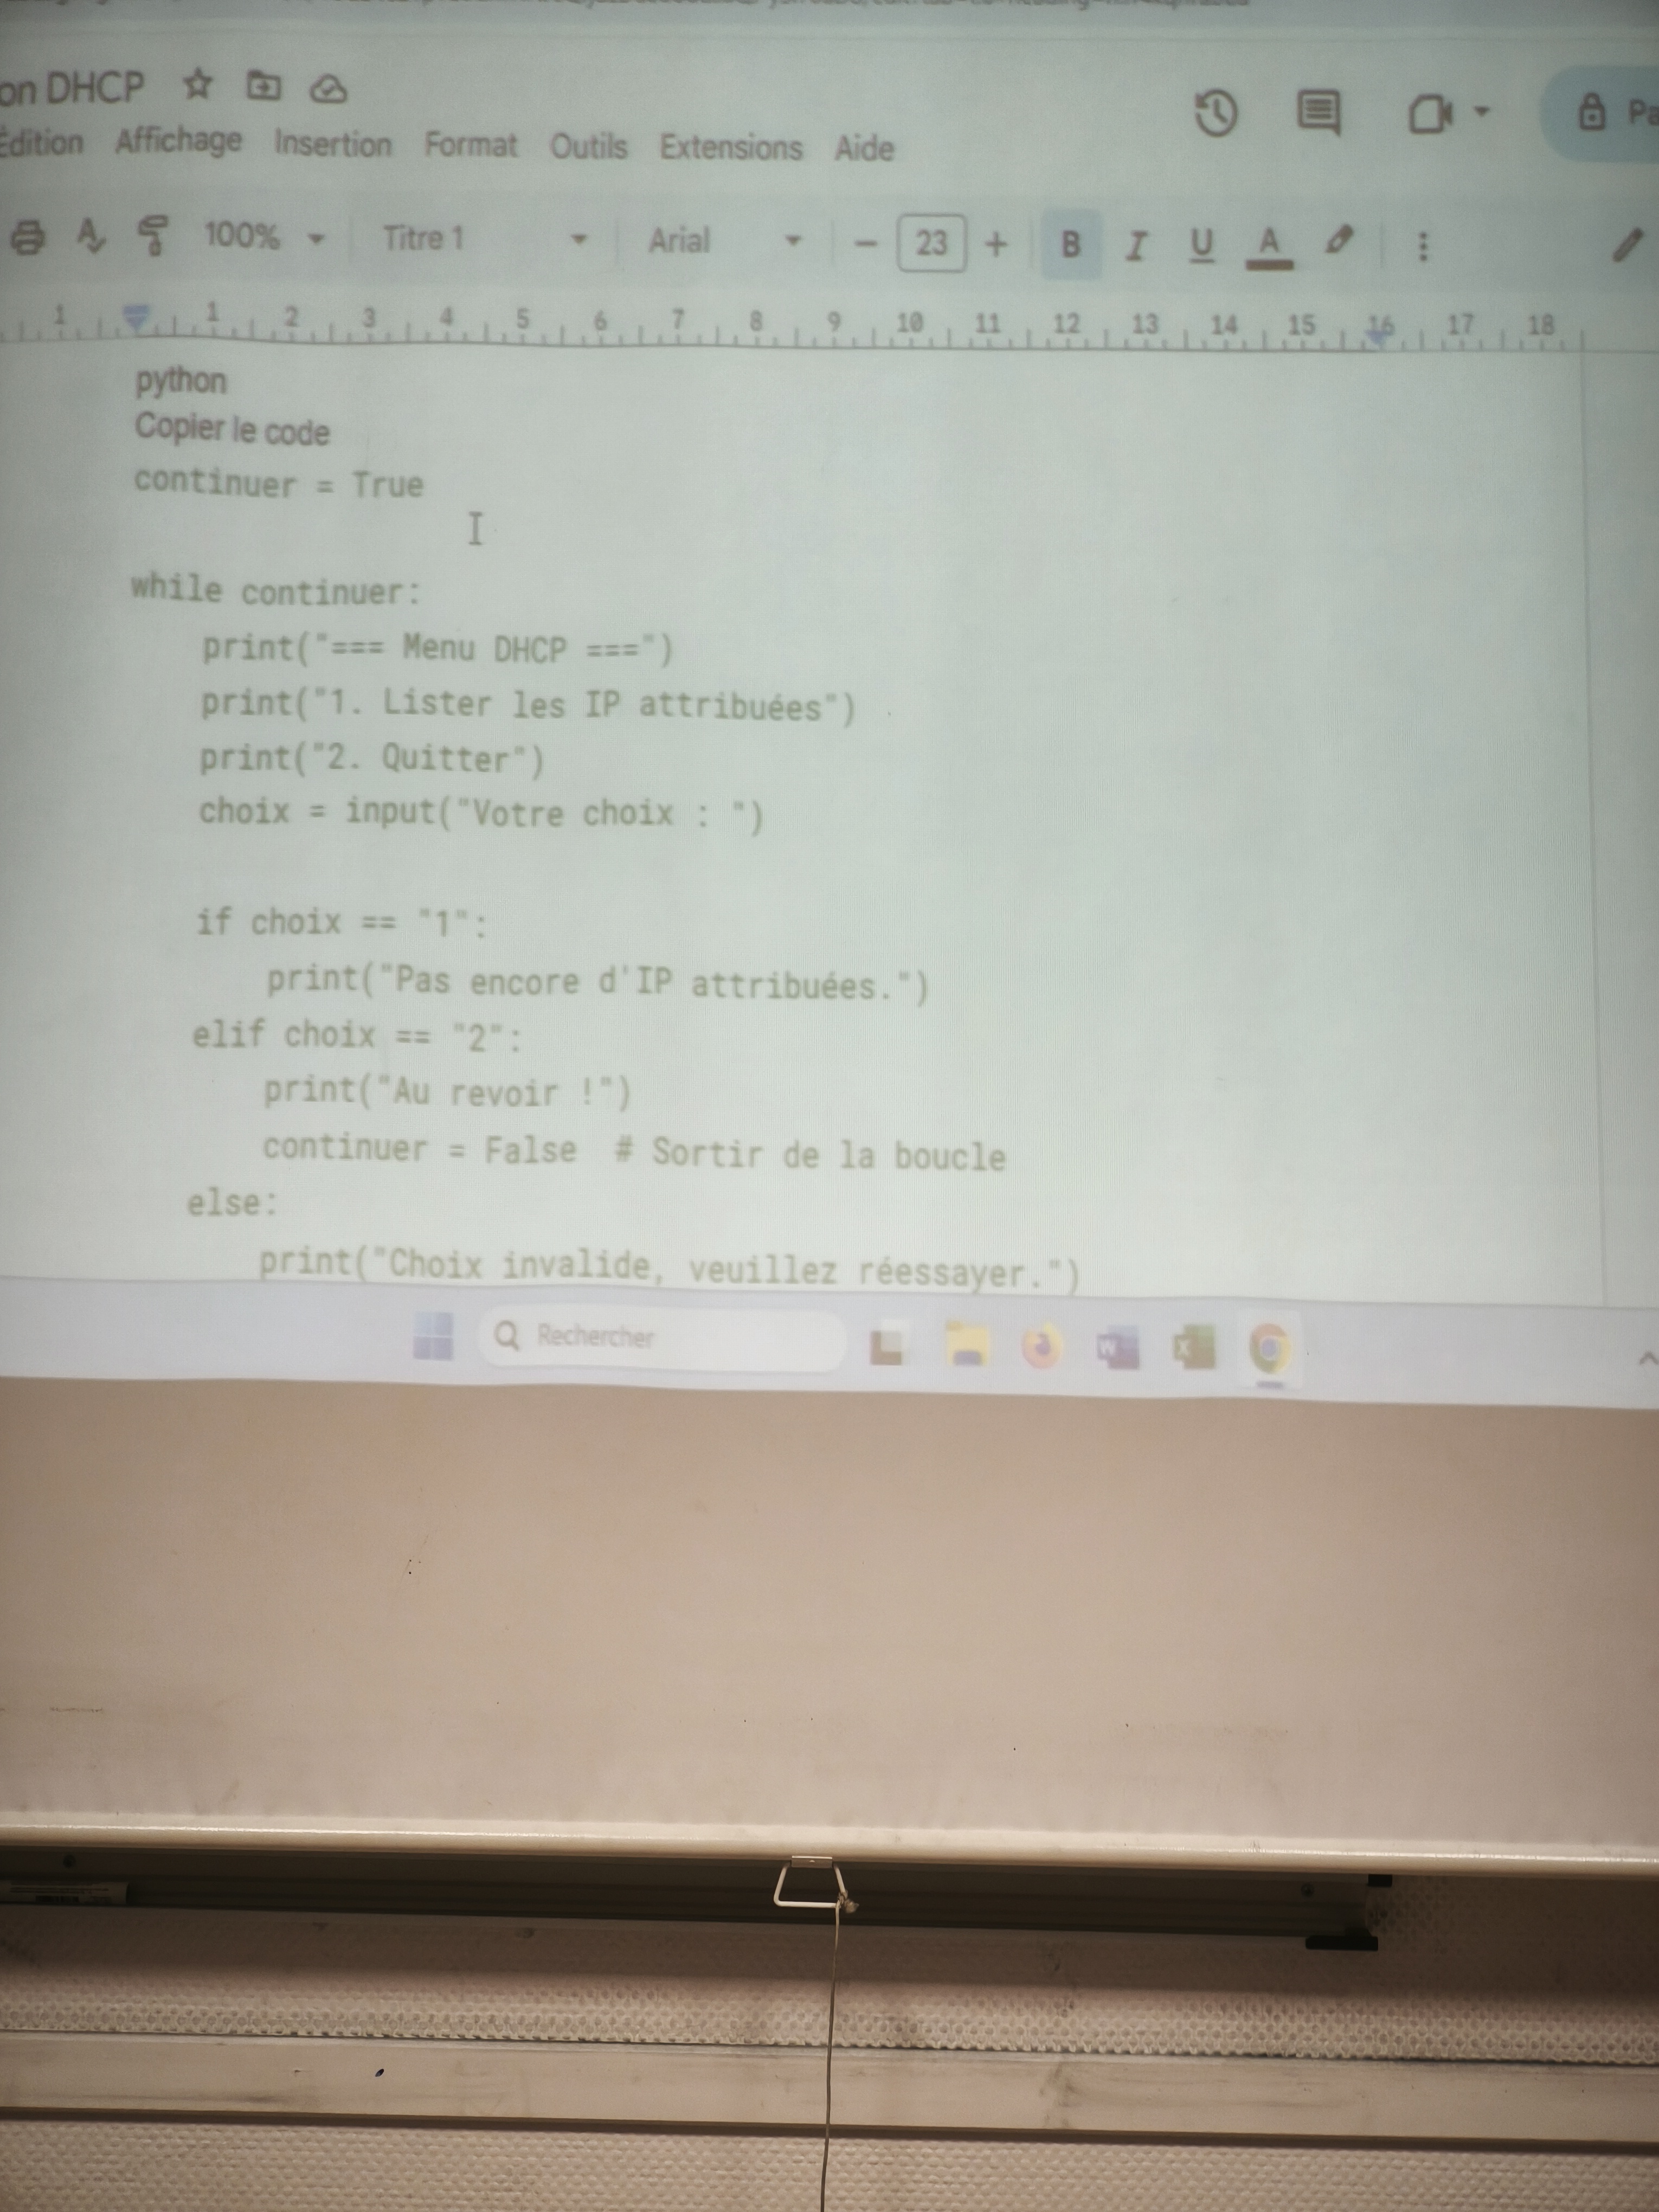 on DHCP
Édition Affichage Insertion Format Outils Extensions Aide
Pa
100% Titre 1 Arial − 23 + B I U A
1 1 2 3 4 5 6 7 8 9 10 11 12 13 14 15 16 17 18
python
Copier le code
continuer = True
while continuer:
    print("=== Menu DHCP ===")
    print("1. Lister les IP attribuées")
    print("2. Quitter")
    choix = input("Votre choix : ")
    if choix == "1":
        print("Pas encore d'IP attribuées.")
    elif choix == "2":
        print("Au revoir !")
        continuer = False  # Sortir de la boucle
    else:
        print("Choix invalide, veuillez réessayer.")
Rechercher